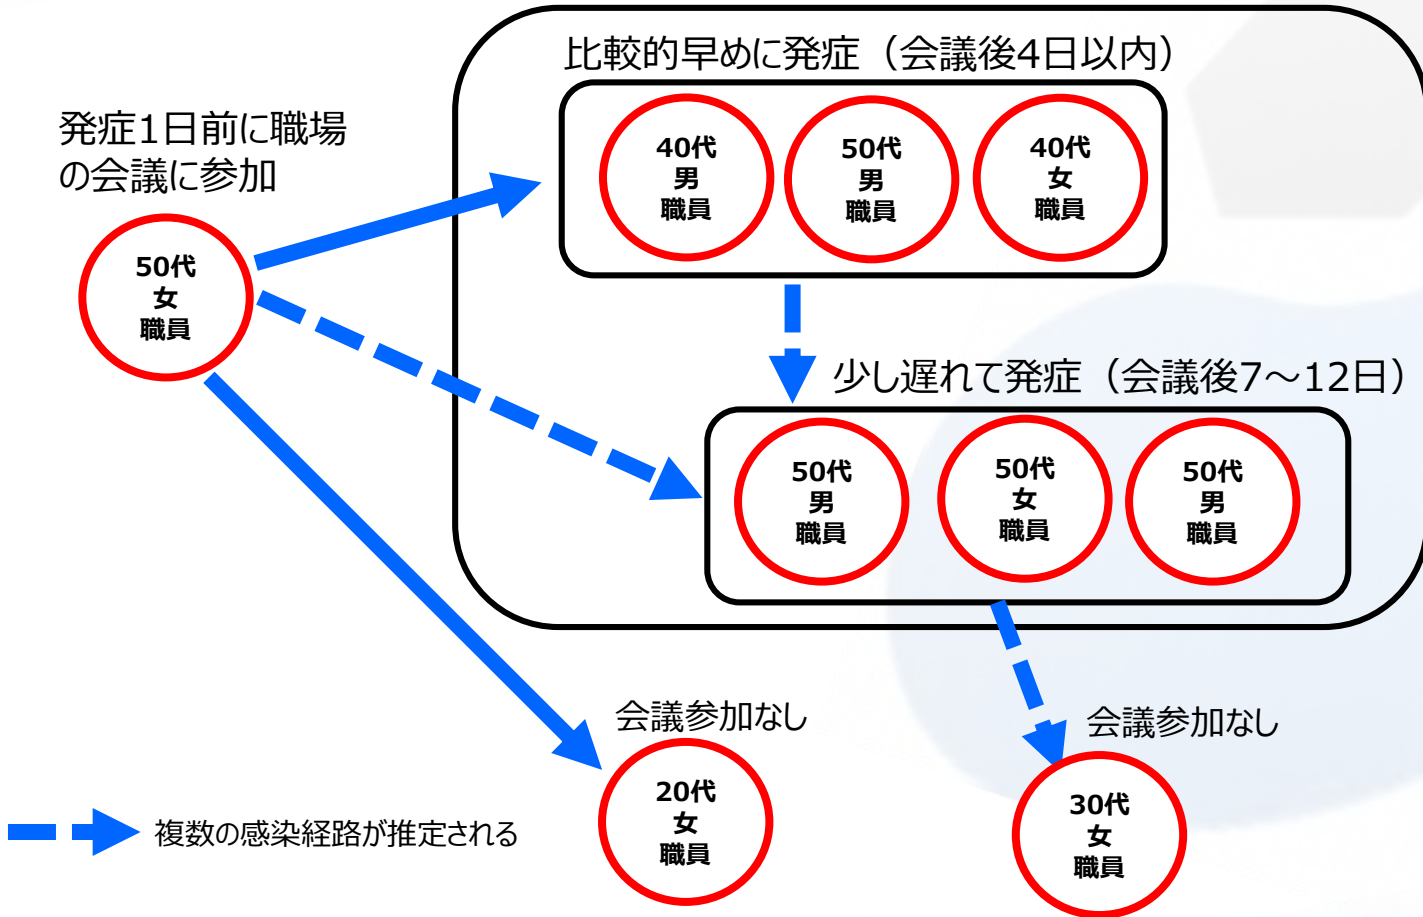 比較的早めに発症（会議後4日以内）
発症1日前に職場
の会議に参加
40代
男
職員
50代
男
職員
40代
女
職員
50代
女
職員
少し遅れて発症（会議後7～12日）
50代
男
職員
50代
女
職員
50代
男
職員
会議参加なし
20代
女
職員
会議参加なし
30代
女
職員
複数の感染経路が推定される